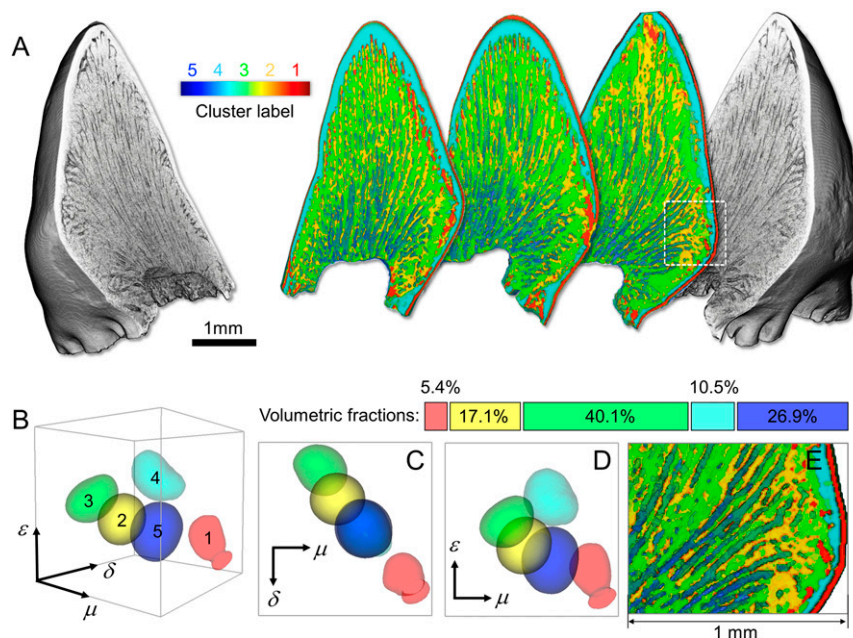 A
5 4 3 2 1
Cluster label
1mm
5.4%
10.5%
Volumetric fractions:
17.1%
40.1%
26.9%
B
4
3
2
5
1
ε
δ
μ
C
μ
δ
D
ε
μ
E
1 mm